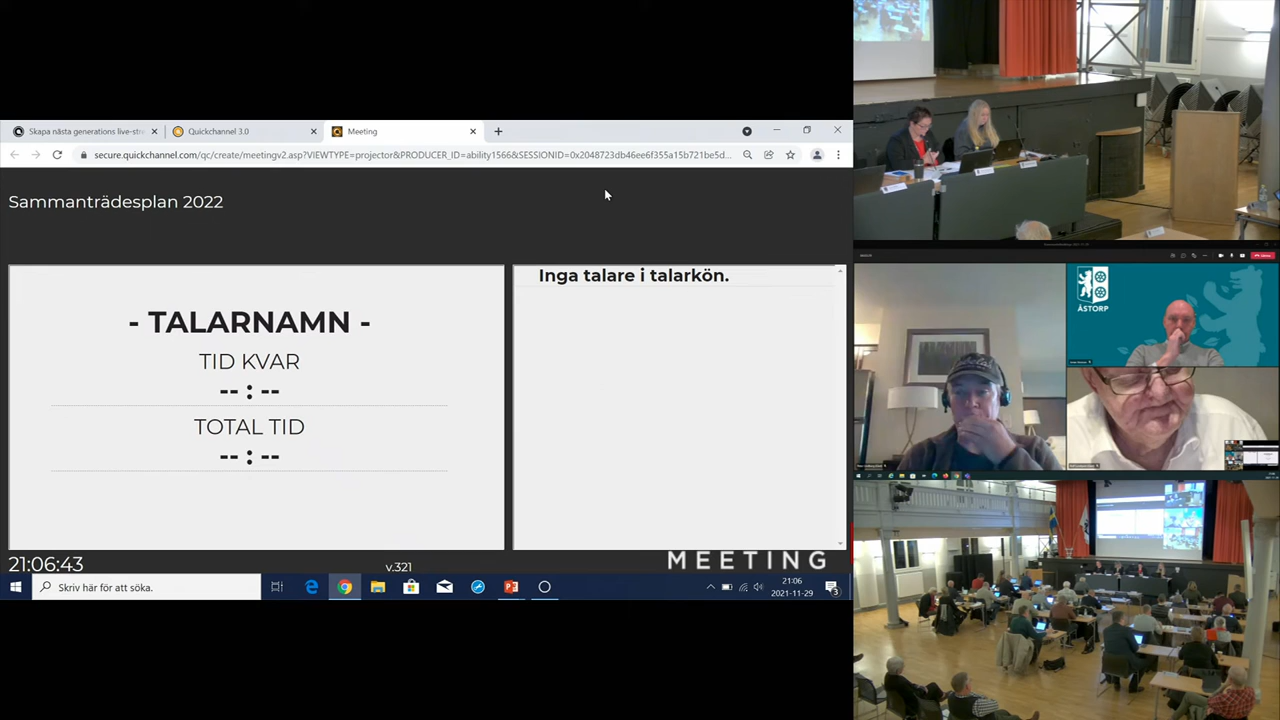 Skapa nästa generations live-stre
Quickchannel 3.0
Meeting
secure.quickchannel.com/qc/create/meetingv2.asp?VIEWTYPE=projector&PRODUCER_ID=ability1566&SESSIONID=0x2048723db46ee6f355a15b721be5d...
Sammanträdesplan 2022
- TALARNAMN -
TID KVAR
-- : --
TOTAL TID
-- : --
Inga talare i talarkön.
21:06:43
v.321
MEETING
Skriv här för att söka.
21:06
2021-11-29
3
ÅSTORP